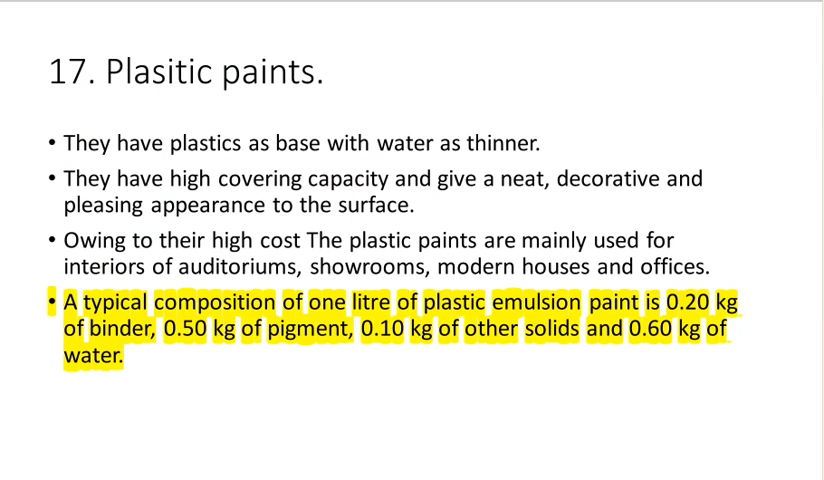 17. Plasitic paints.
• They have plastics as base with water as thinner.
• They have high covering capacity and give a neat, decorative and
pleasing appearance to the surface.
• Owing to their high cost The plastic paints are mainly used for
interiors of auditoriums, showrooms, modern houses and offices.
• A typical composition of one litre of plastic emulsion paint is 0.20 kg
of binder, 0.50 kg of pigment, 0.10 kg of other solids and 0.60 kg of
water.